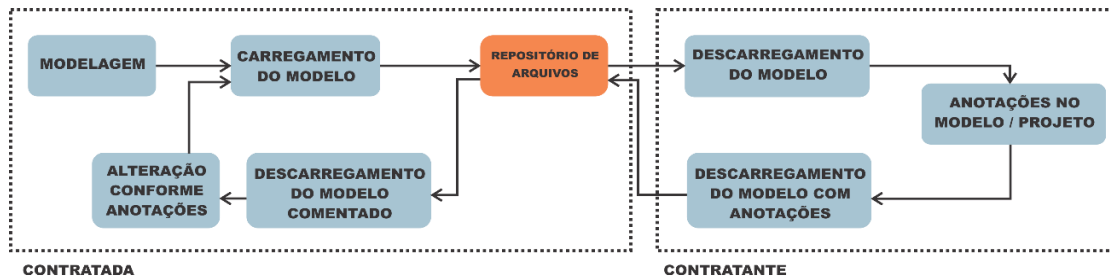 MODELAGEM
CARREGAMENTO
DO MODELO
REPOSITÓRIO DE
ARQUIVOS
DESCARREGAMENTO
DO MODELO
ANOTAÇÕES NO
MODELO / PROJETO
ALTERAÇÃO
CONFORME
ANOTAÇÕES
DESCARREGAMENTO
DO MODELO
COMENTADO
DESCARREGAMENTO
DO MODELO COM
ANOTAÇÕES
CONTRATADA
CONTRATANTE